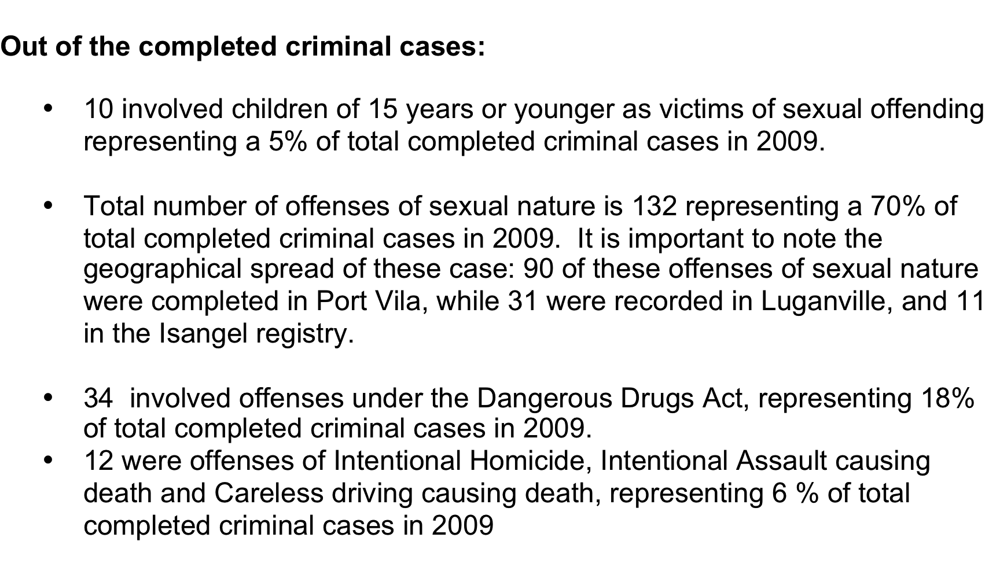 Out of the completed criminal cases:
• 10 involved children of 15 years or younger as victims of sexual offending
representing a 5% of total completed criminal cases in 2009.
• Total number of offenses of sexual nature is 132 representing a 70% of
total completed criminal cases in 2009.  It is important to note the
geographical spread of these case: 90 of these offenses of sexual nature
were completed in Port Vila, while 31 were recorded in Luganville, and 11
in the Isangel registry.
• 34  involved offenses under the Dangerous Drugs Act, representing 18%
of total completed criminal cases in 2009.
• 12 were offenses of Intentional Homicide, Intentional Assault causing
death and Careless driving causing death, representing 6 % of total
completed criminal cases in 2009